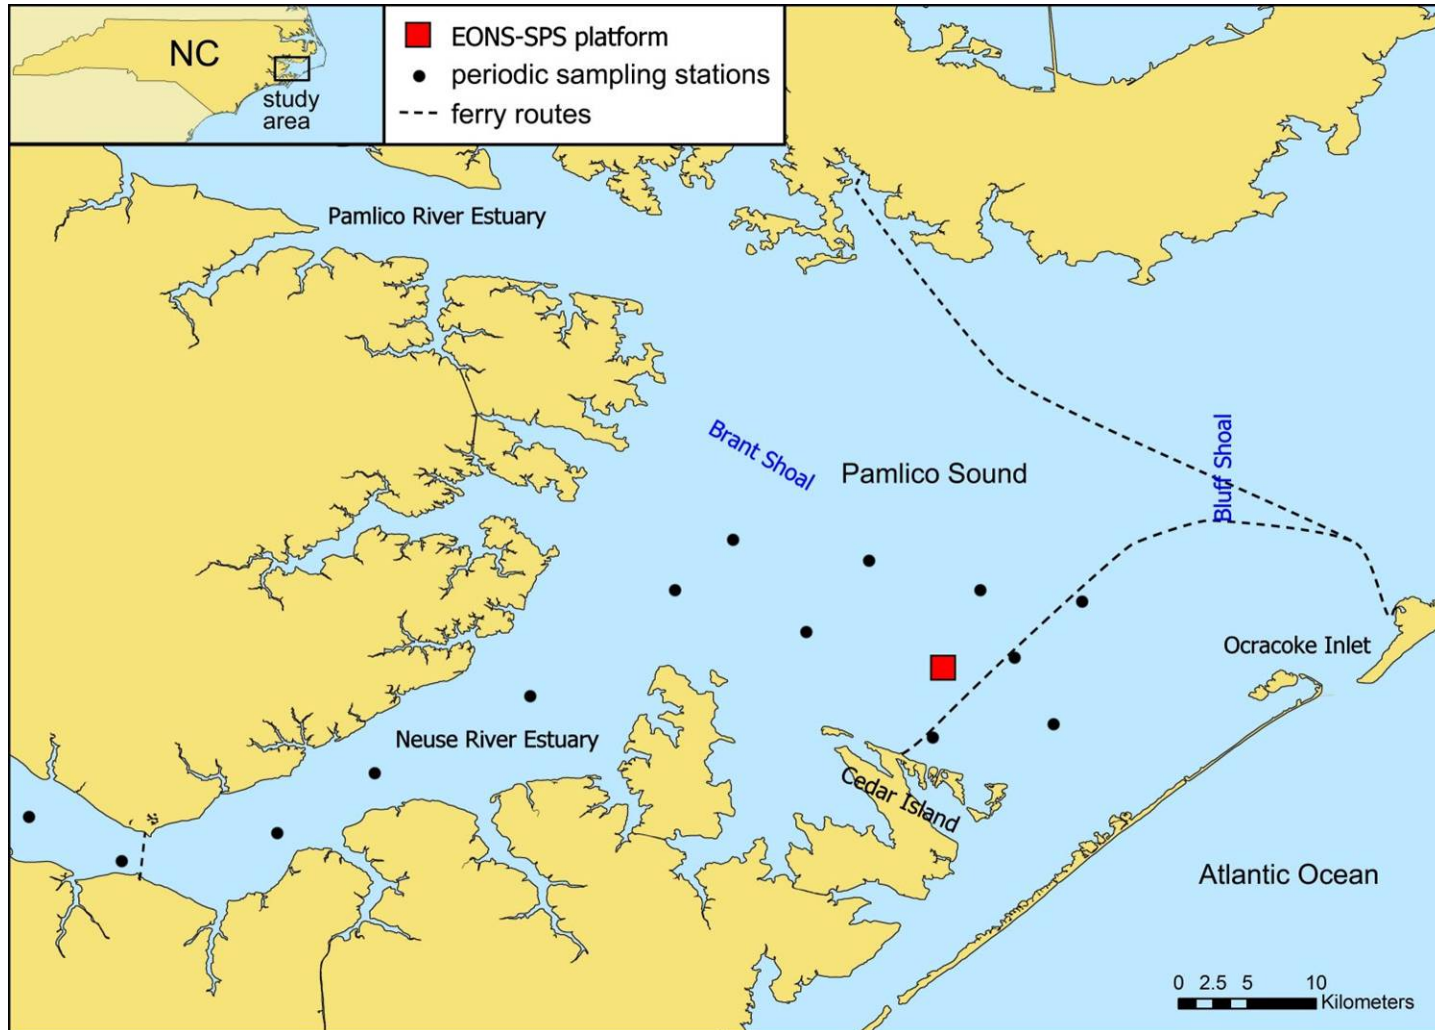 NC
study
area
EONS-SPS platform
periodic sampling stations
ferry routes
Pamlico River Estuary
Brant Shoal
Pamlico Sound
Bluff Shoal
Ocracoke Inlet
Neuse River Estuary
Cedar Island
Atlantic Ocean
0 2.5 5 10
Kilometers